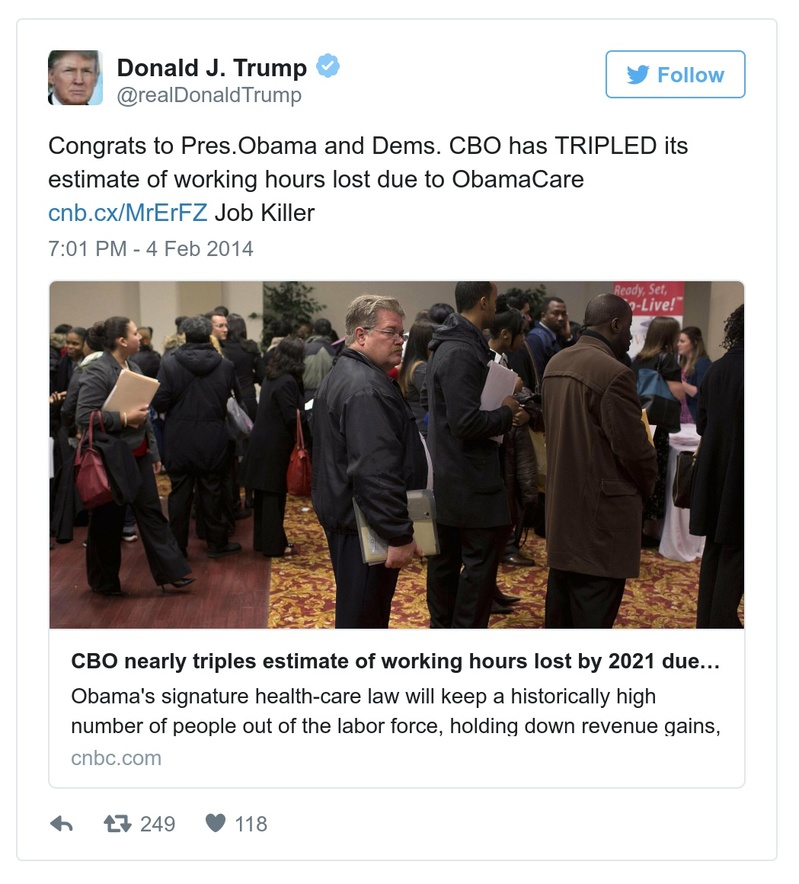 Donald J. Trump
@realDonaldTrump
Follow
Congrats to Pres.Obama and Dems. CBO has TRIPLED its
estimate of working hours lost due to ObamaCare
cnb.cx/MrErFZ Job Killer
7:01 PM - 4 Feb 2014
Ready, Set,
o-Live!™
CBO nearly triples estimate of working hours lost by 2021 due…
Obama's signature health-care law will keep a historically high
number of people out of the labor force, holding down revenue gains,
cnbc.com
249 118